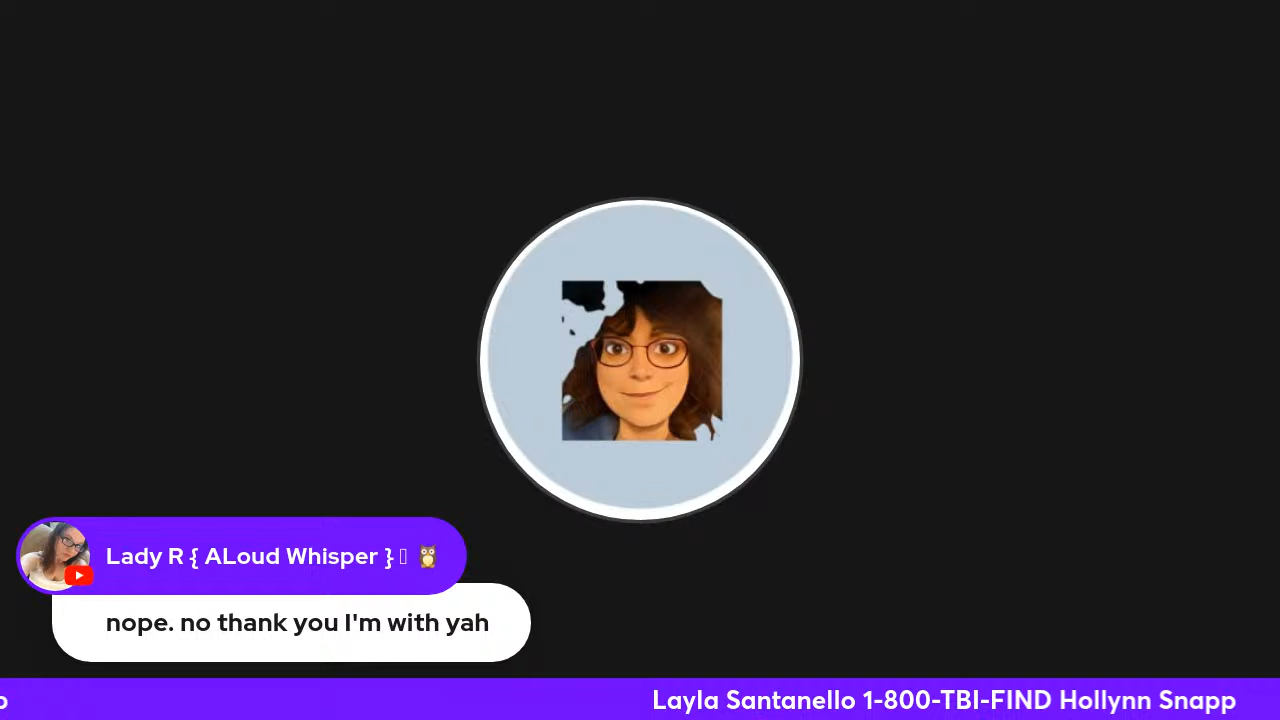 Lady R { ALoud Whisper } 🦉
nope. no thank you I'm with yah
Layla Santanello 1-800-TBI-FIND Hollynn Snapp